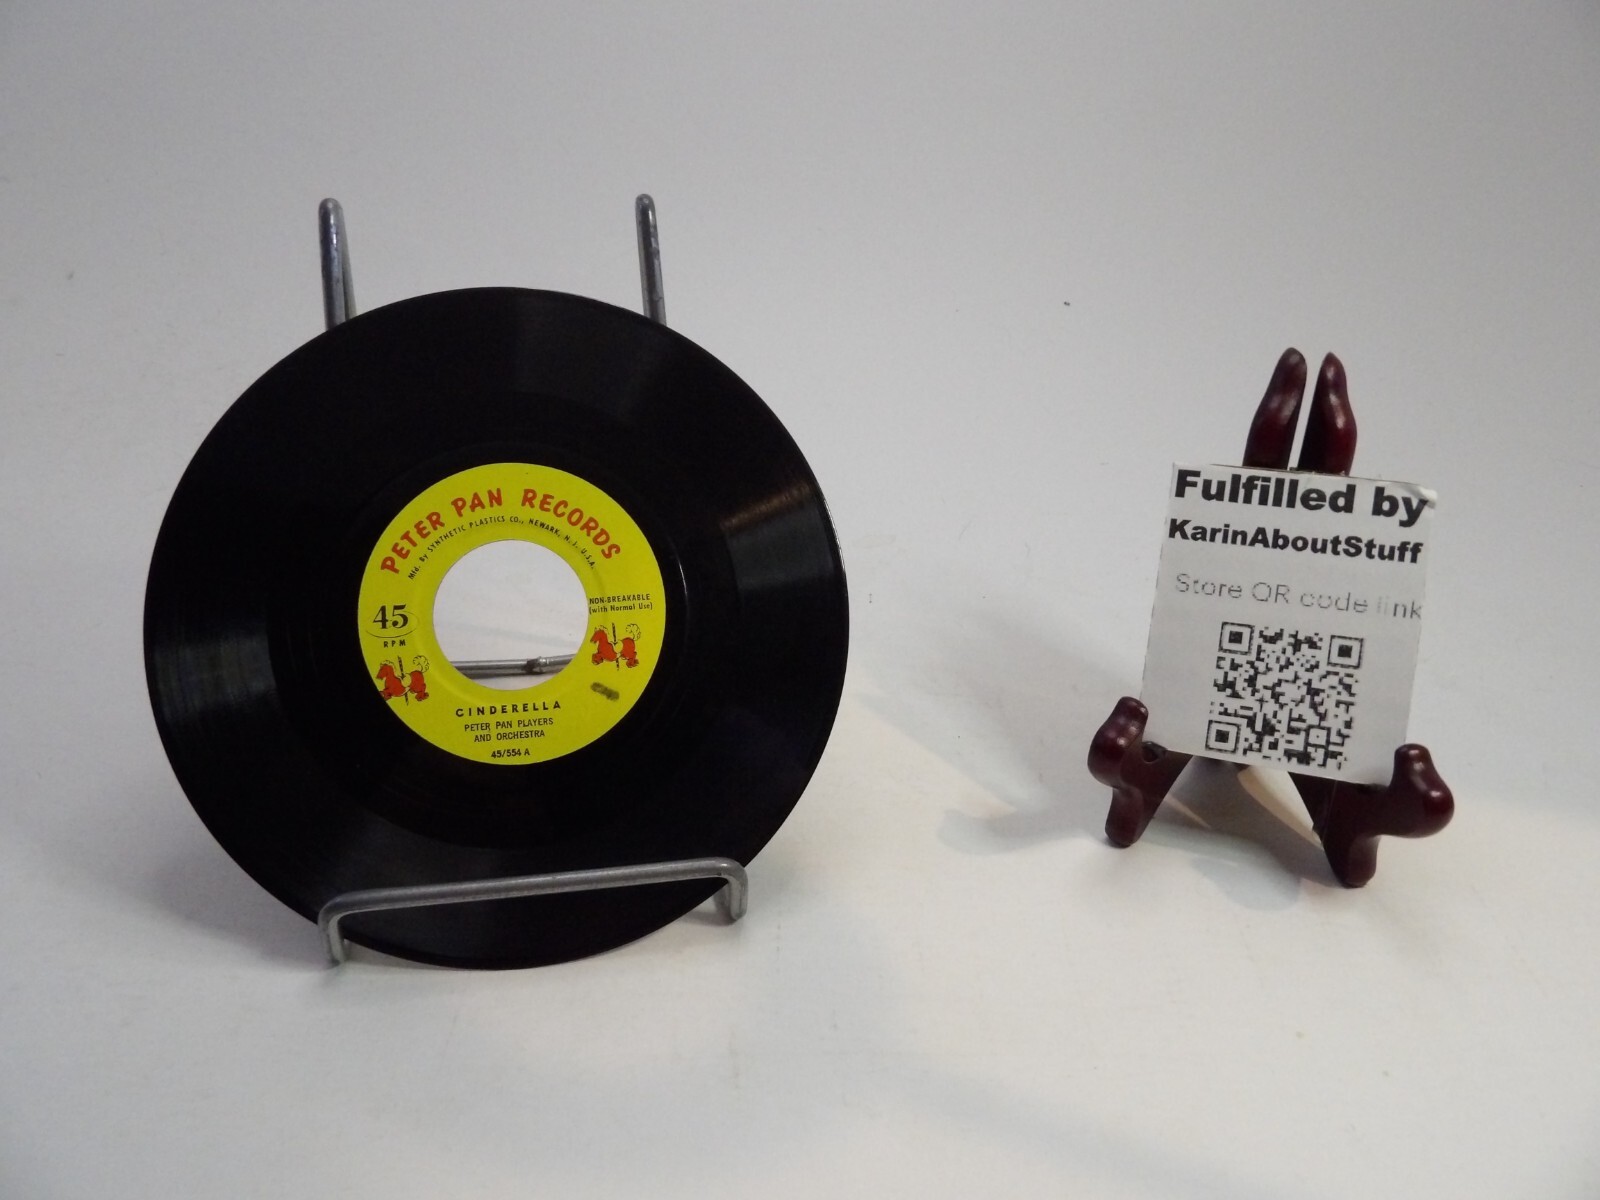 PETER PAN RECORDS
Mfd. By SYNTHETIC PLASTICS CO., NEWARK, N. J., U.S.A.
45
RPM
NON-BREAKABLE
(with Normal Use)
CINDERELLA
PETER PAN PLAYERS
AND ORCHESTRA
45/554 A
Fulfilled by
KarinAboutStuff
Store QR code link